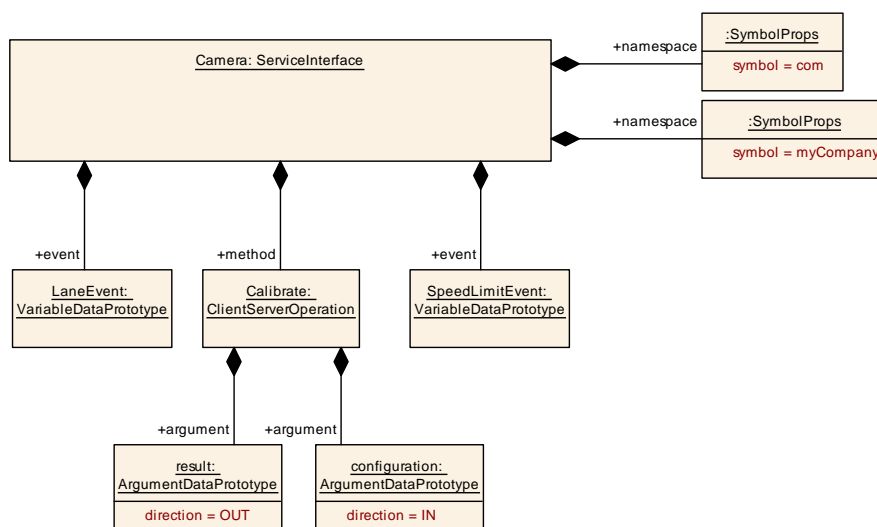 Camera: ServiceInterface
+namespace
:SymbolProps
symbol = com
+namespace
:SymbolProps
symbol = myCompany
+event
+method
+event
LaneEvent:
VariableDataPrototype
Calibrate:
ClientServerOperation
SpeedLimitEvent:
VariableDataPrototype
+argument
+argument
result:
ArgumentDataPrototype
direction = OUT
configuration:
ArgumentDataPrototype
direction = IN